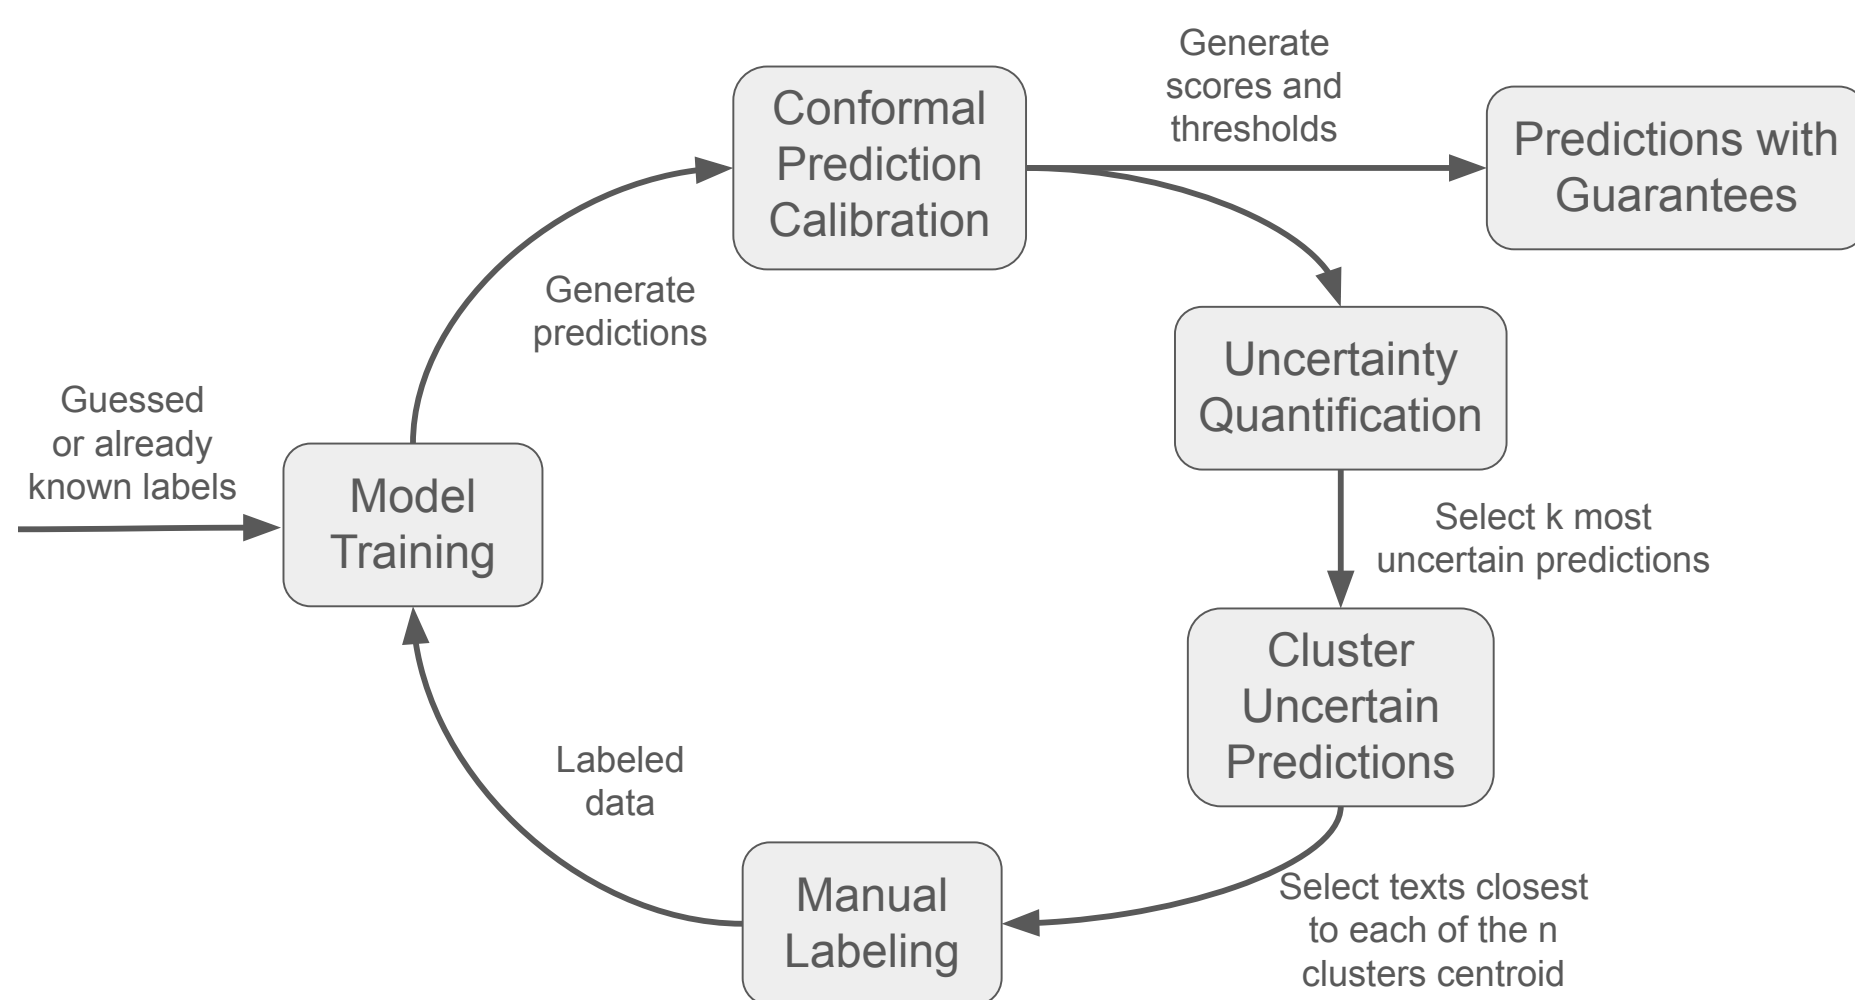 Generate
scores and
thresholds
Conformal
Prediction
Calibration
Predictions with
Guarantees
Generate
predictions
Uncertainty
Quantification
Guessed
or already
known labels
Model
Training
Select k most
uncertain predictions
Cluster
Uncertain
Predictions
Labeled
data
Manual
Labeling
Select texts closest
to each of the n
clusters centroid